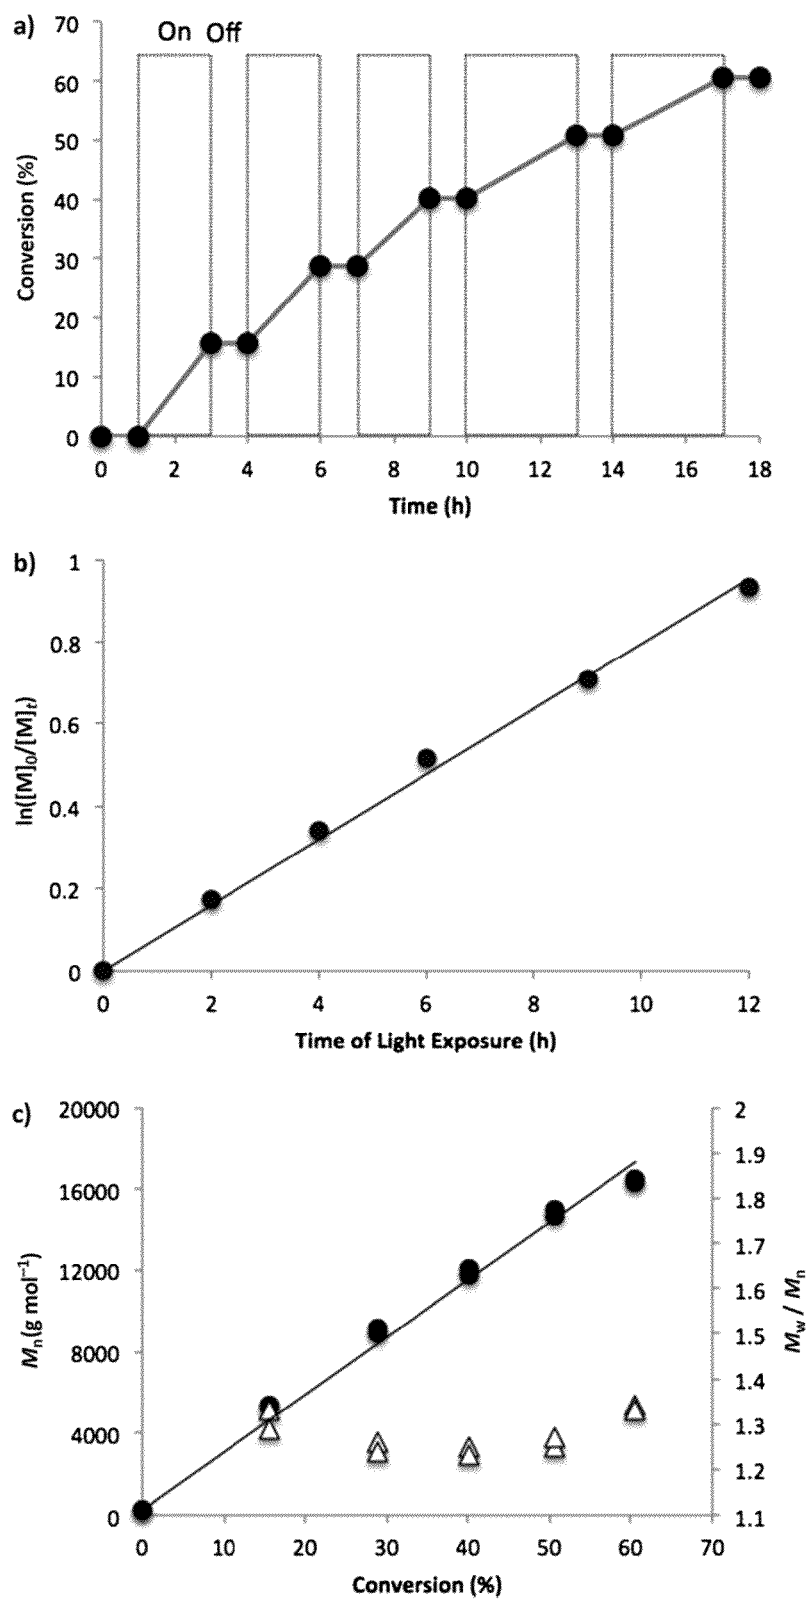 a)
On Off
70
60
50
40
30
20
10
0
Conversion (%)
0 2 4 6 8 10 12 14 16 18
Time (h)
b)
1
0.8
0.6
0.4
0.2
0
ln([M]₀/[M]ₜ)
0 2 4 6 8 10 12
Time of Light Exposure (h)
c)
20000
16000
12000
8000
4000
0
Mₙ(g mol⁻¹)
2
1.9
1.8
1.7
1.6
1.5
1.4
1.3
1.2
1.1
M_w / Mₙ
0 10 20 30 40 50 60 70
Conversion (%)